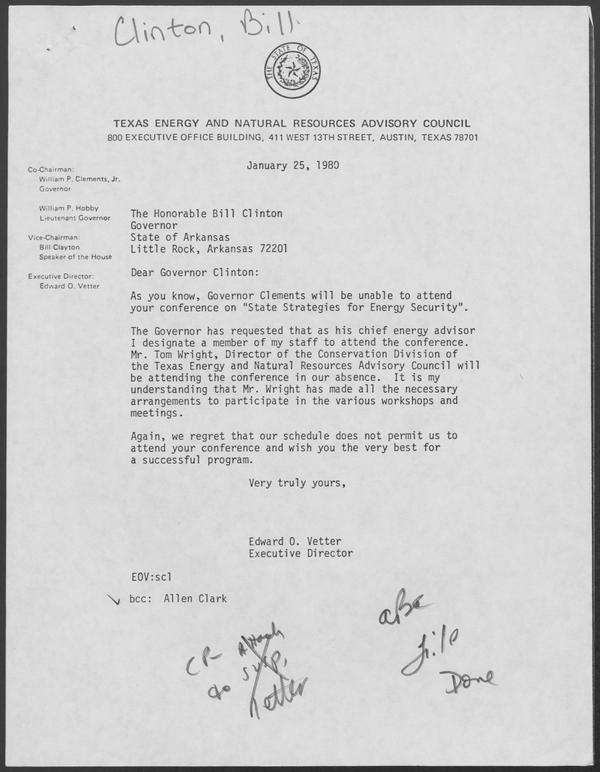 Clinton, Bill
THE STATE OF TEXAS
TEXAS ENERGY AND NATURAL RESOURCES ADVISORY COUNCIL
800 EXECUTIVE OFFICE BUILDING, 411 WEST 13TH STREET, AUSTIN, TEXAS 78701
January 25, 1980
Co-Chairman:
William P. Clements, Jr.
Governor
William P. Hobby
Lieutenant Governor
Vice-Chairman:
Bill Clayton
Speaker of the House
Executive Director:
Edward O. Vetter
The Honorable Bill Clinton
Governor
State of Arkansas
Little Rock, Arkansas 72201
Dear Governor Clinton:
As you know, Governor Clements will be unable to attend
your conference on "State Strategies for Energy Security".
The Governor has requested that as his chief energy advisor
I designate a member of my staff to attend the conference.
Mr. Tom Wright, Director of the Conservation Division of
the Texas Energy and Natural Resources Advisory Council will
be attending the conference in our absence. It is my
understanding that Mr. Wright has made all the necessary
arrangements to participate in the various workshops and
meetings.
Again, we regret that our schedule does not permit us to
attend your conference and wish you the very best for
a successful program.
Very truly yours,
Edward O. Vetter
Executive Director
EOV:scl
bcc: Allen Clark
CP- Attach
to susp.
letter
file
Done